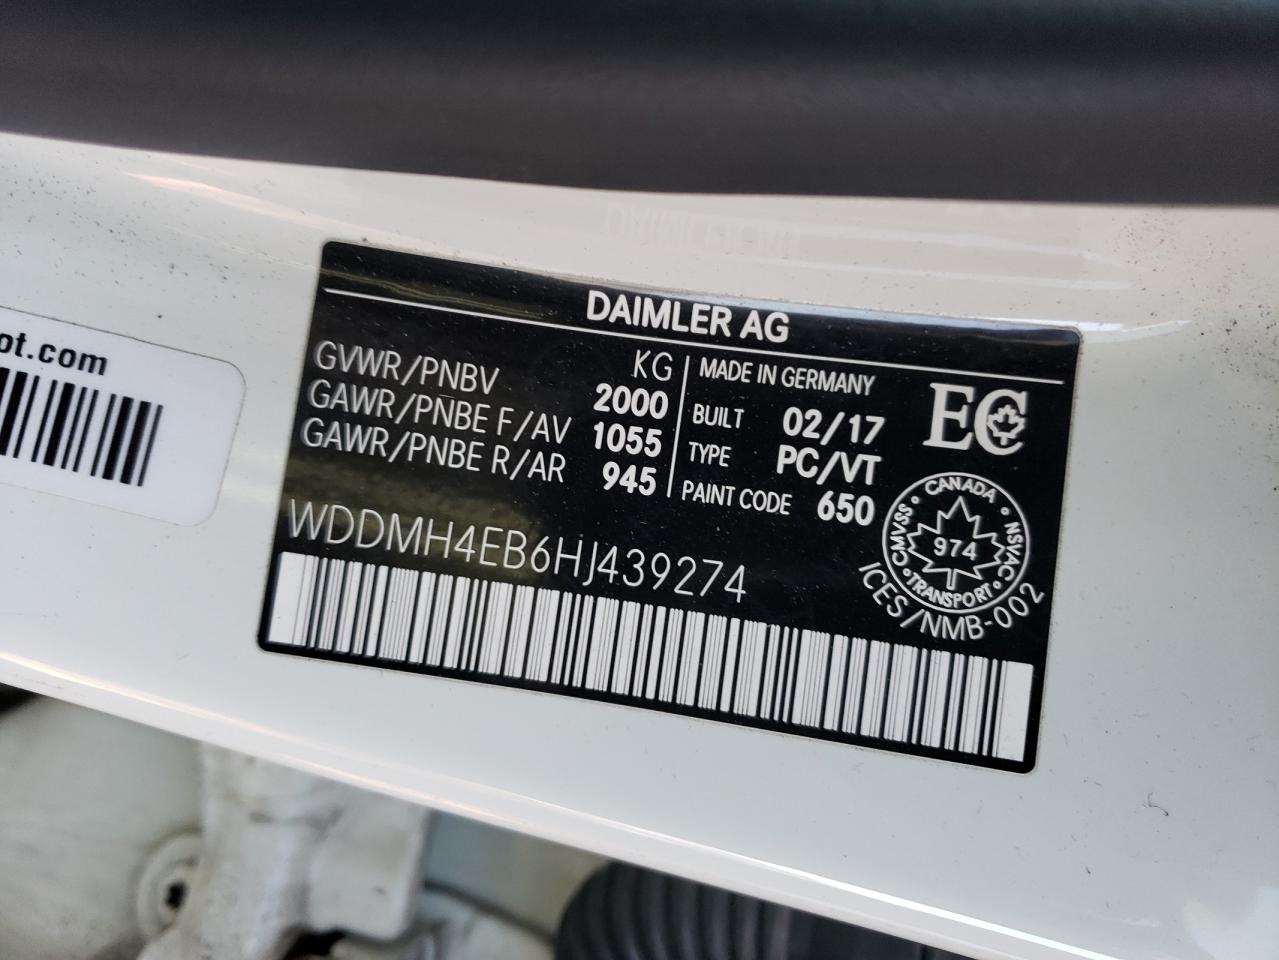 ot.com
DAIMLER AG
KG
GVWR/PNBV 2000
GAWR/PNBE F/AV 1055
GAWR/PNBE R/AR 945
MADE IN GERMANY
BUILT 02/17
TYPE PC/VT
PAINT CODE 650
EC
CANADA
CMVSS 974 NSVAC
TRANSPORT
ICES/NMB-002
WDDMH4EB6HJ439274